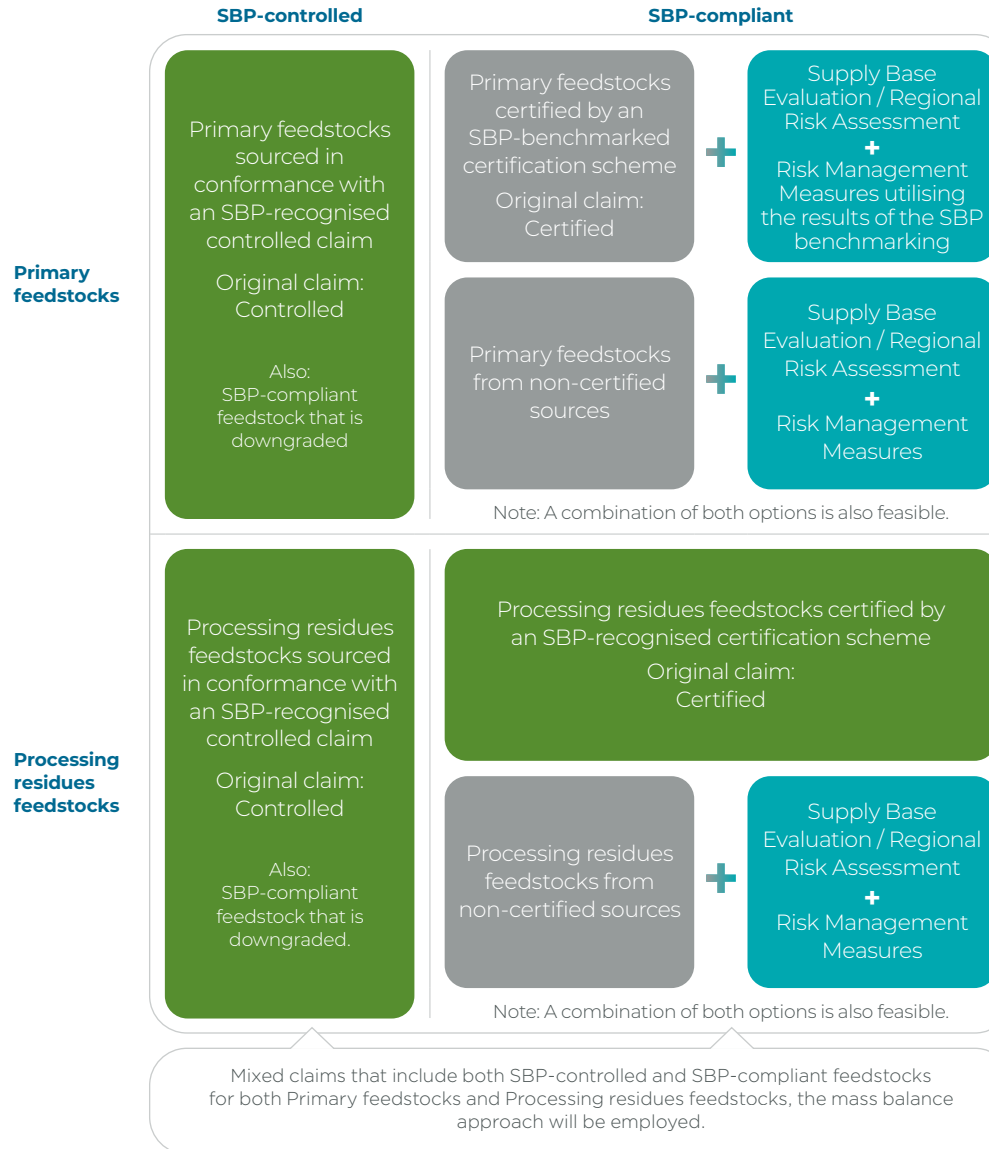 SBP-controlled
SBP-compliant
Primary
feedstocks
Primary feedstocks
sourced in
conformance with
an SBP-recognised
controlled claim
Original claim:
Controlled
Also:
SBP-compliant
feedstock that is
downgraded
Primary feedstocks
certified by an
SBP-benchmarked
certification scheme
Original claim:
Certified
+
Supply Base
Evaluation / Regional
Risk Assessment
+
Risk Management
Measures utilising
the results of the SBP
benchmarking
Primary feedstocks
from non-certified
sources
+
Supply Base
Evaluation / Regional
Risk Assessment
+
Risk Management
Measures
Note: A combination of both options is also feasible.
Processing
residues
feedstocks
Processing residues
feedstocks sourced
in conformance with
an SBP-recognised
controlled claim
Original claim:
Controlled
Also:
SBP-compliant
feedstock that is
downgraded.
Processing residues feedstocks certified by
an SBP-recognised certification scheme
Original claim:
Certified
Processing residues
feedstocks from
non-certified sources
+
Supply Base
Evaluation / Regional
Risk Assessment
+
Risk Management
Measures
Note: A combination of both options is also feasible.
Mixed claims that include both SBP-controlled and SBP-compliant feedstocks
for both Primary feedstocks and Processing residues feedstocks, the mass balance
approach will be employed.